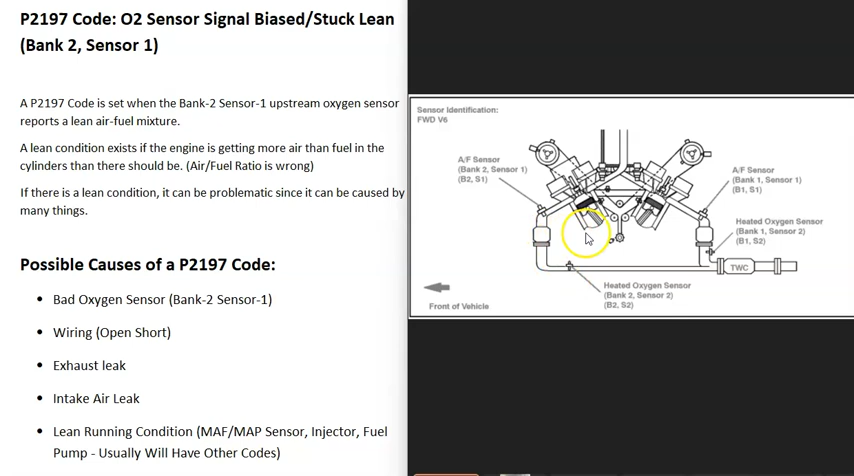 P2197 Code: O2 Sensor Signal Biased/Stuck Lean
(Bank 2, Sensor 1)
A P2197 Code is set when the Bank-2 Sensor-1 upstream oxygen sensor
reports a lean air-fuel mixture.
A lean condition exists if the engine is getting more air than fuel in the
cylinders than there should be. (Air/Fuel Ratio is wrong)
If there is a lean condition, it can be problematic since it can be caused by
many things.
Possible Causes of a P2197 Code:
• Bad Oxygen Sensor (Bank-2 Sensor-1)
• Wiring (Open Short)
• Exhaust leak
• Intake Air Leak
• Lean Running Condition (MAF/MAP Sensor, Injector, Fuel
Pump - Usually Will Have Other Codes)
Sensor Identification:
FWD V6
A/F Sensor
(Bank 2, Sensor 1)
(B2, S1)
A/F Sensor
(Bank 1, Sensor 1)
(B1, S1)
Heated Oxygen Sensor
(Bank 1, Sensor 2)
(B1, S2)
TWC
Heated Oxygen Sensor
(Bank 2, Sensor 2)
(B2, S2)
Front of Vehicle